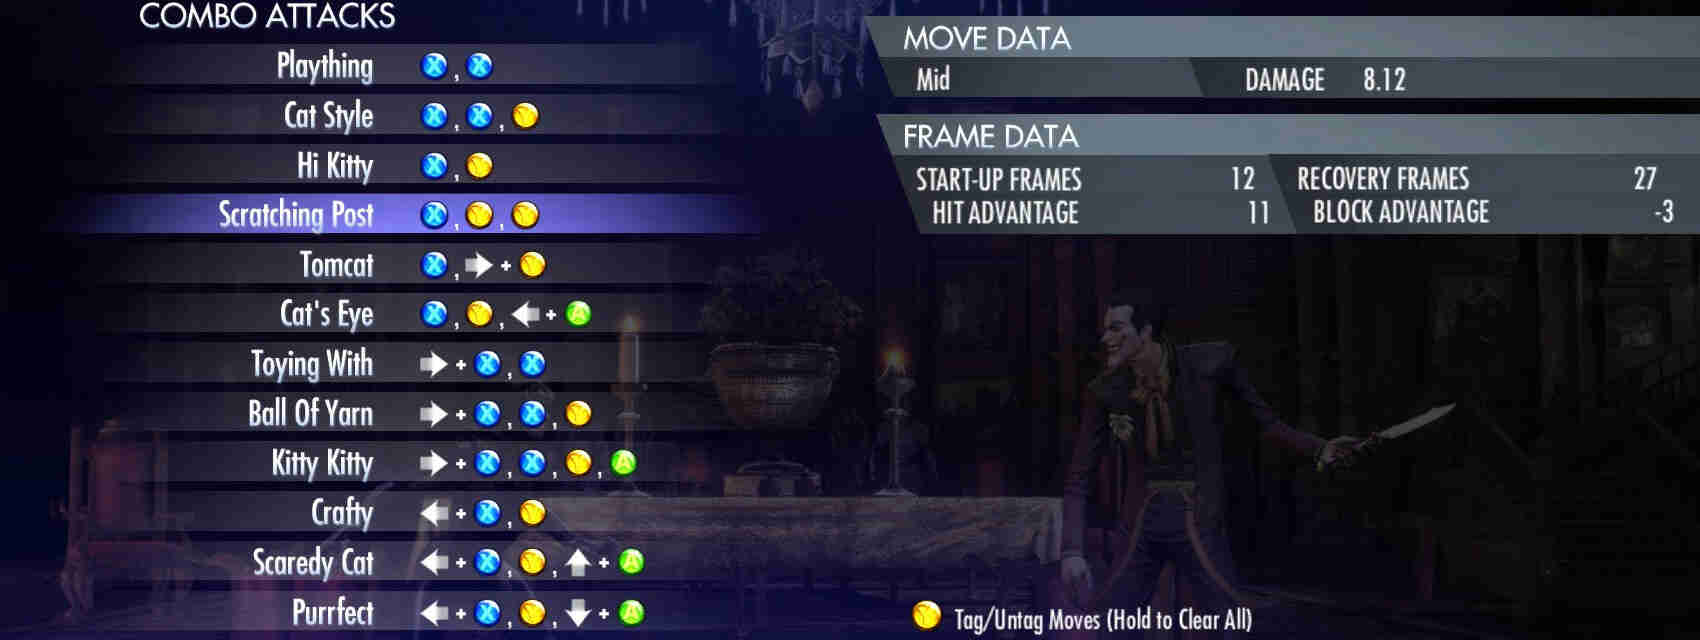 COMBO ATTACKS
Plaything X, X
Cat Style X, X, Y
Hi Kitty X, Y
Scratching Post X, Y, Y
Tomcat X, + Y
Cat's Eye X, Y, + A
Toying With + X, X
Ball Of Yarn + X, X, Y
Kitty Kitty + X, X, Y, A
Crafty + X, Y
Scaredy Cat + X, Y, + A
Purrfect + X, Y, + A
MOVE DATA
Mid DAMAGE 8.12
FRAME DATA
START-UP FRAMES 12 RECOVERY FRAMES 27
HIT ADVANTAGE 11 BLOCK ADVANTAGE -3
Y Tag/Untag Moves (Hold to Clear All)